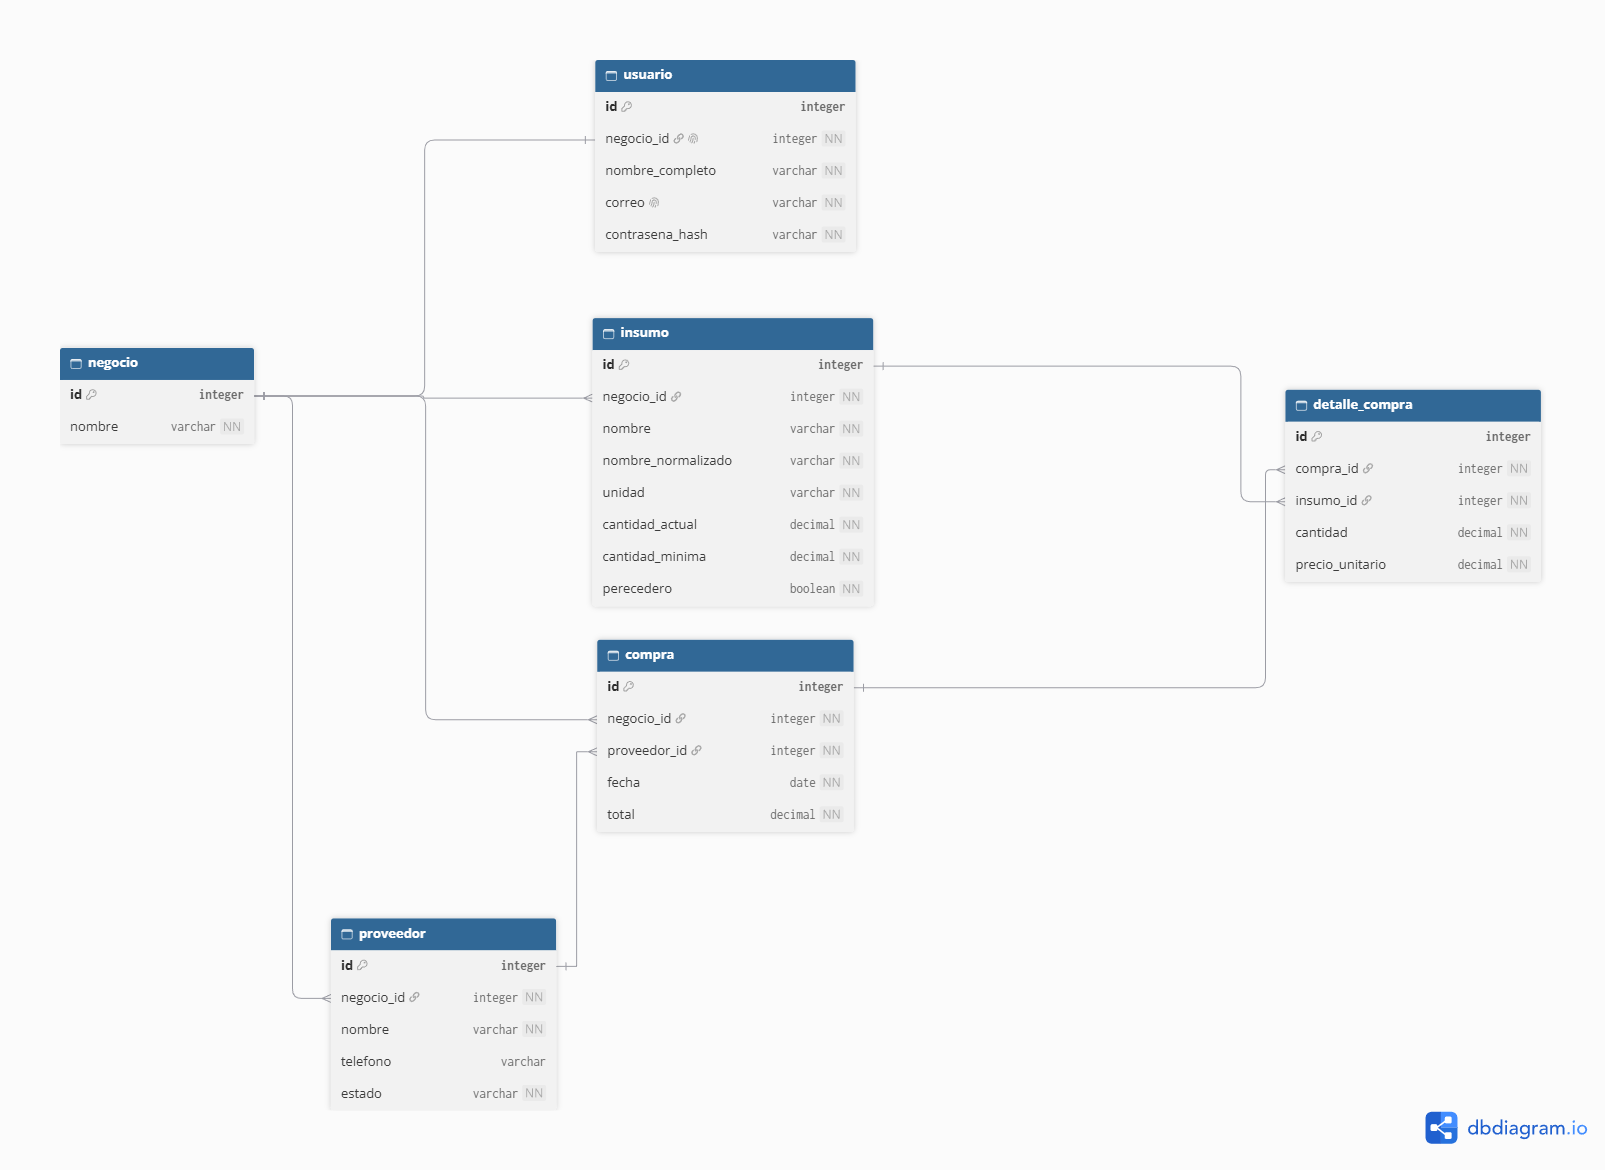 usuario
id integer
negocio_id integer NN
nombre_completo varchar NN
correo varchar NN
contrasena_hash varchar NN
negocio
id integer
nombre varchar NN
insumo
id integer
negocio_id integer NN
nombre varchar NN
nombre_normalizado varchar NN
unidad varchar NN
cantidad_actual decimal NN
cantidad_minima decimal NN
perecedero boolean NN
detalle_compra
id integer
compra_id integer NN
insumo_id integer NN
cantidad decimal NN
precio_unitario decimal NN
compra
id integer
negocio_id integer NN
proveedor_id integer NN
fecha date NN
total decimal NN
proveedor
id integer
negocio_id integer NN
nombre varchar NN
telefono varchar
estado varchar NN
dbdiagram.io